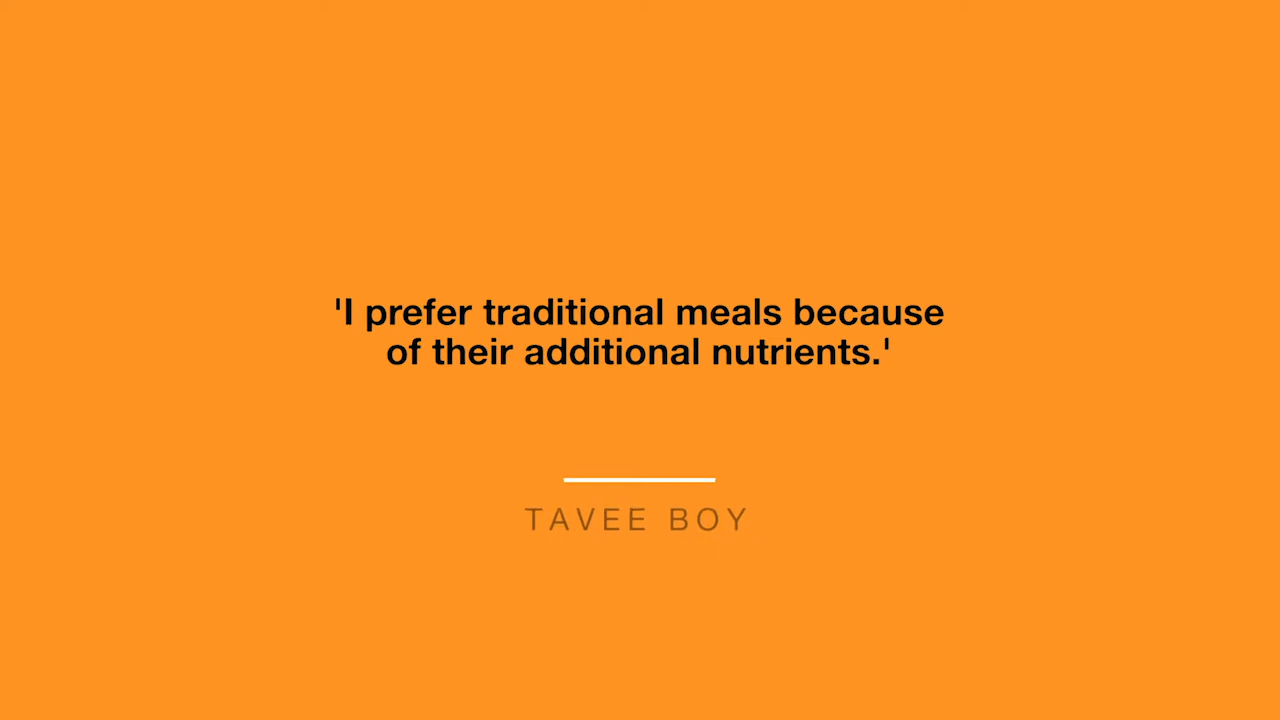 'I prefer traditional meals because
of their additional nutrients.'
TAVEE BOY